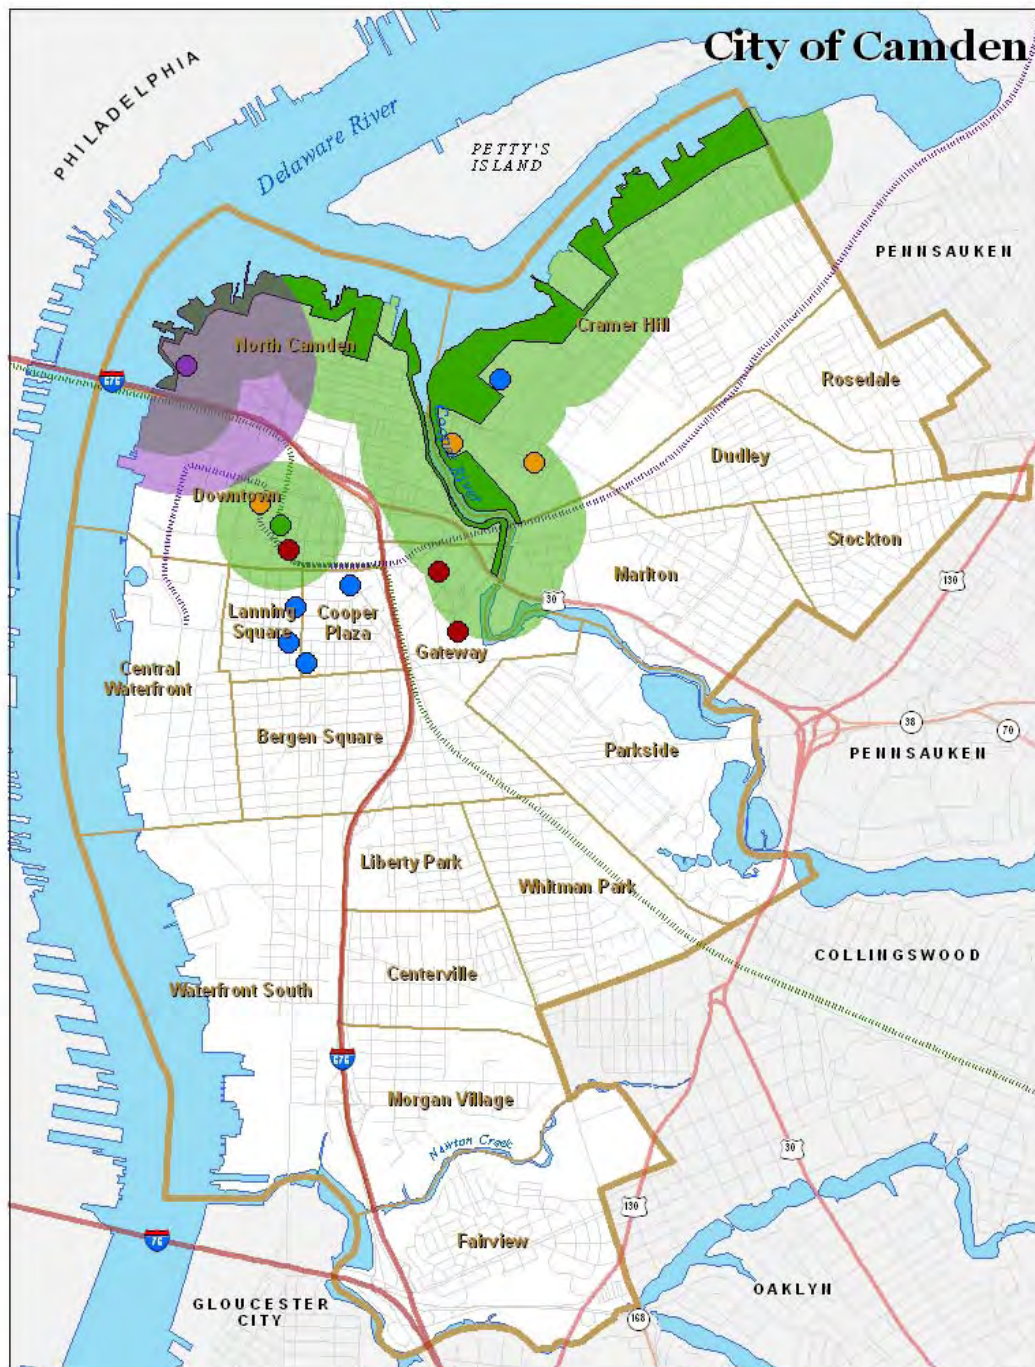 City of Camden
PHILADELPHIA
Delaware River
PETTY'S
ISLAND
PENNSAUKEN
Cramer Hill
North Camden
676
Rosedale
Dudley
Downtown
Stockton
Marlton
130
30
Lanning
Square
Cooper
Plaza
Gateway
Central
Waterfront
38
70
Bergen Square
Parkside
PENNSAUKEN
Liberty Park
Whitman Park
COLLINGSWOOD
Centerville
Waterfront South
676
Morgan Village
Newton Creek
30
130
Fairview
76
OAKLYN
GLOUCESTER
CITY
168